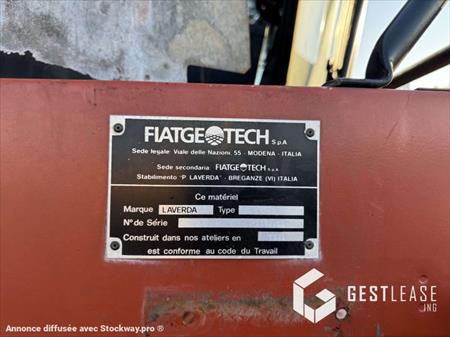 FIATGEOTECH S.p.A
Sede legale Viale delle Nazioni, 55 - MODENA - ITALIA
Sede secondaria FIATGEOTECH S.p.A.
Stabilimento "P. LAVERDA" - BREGANZE (VI) ITALIA
Ce matériel
Marque LAVERDA Type
N° de Série
Construit dans nos ateliers en
est conforme au code du Travail
GESTLEASE
ING
Annonce diffusée avec Stockway.pro ®